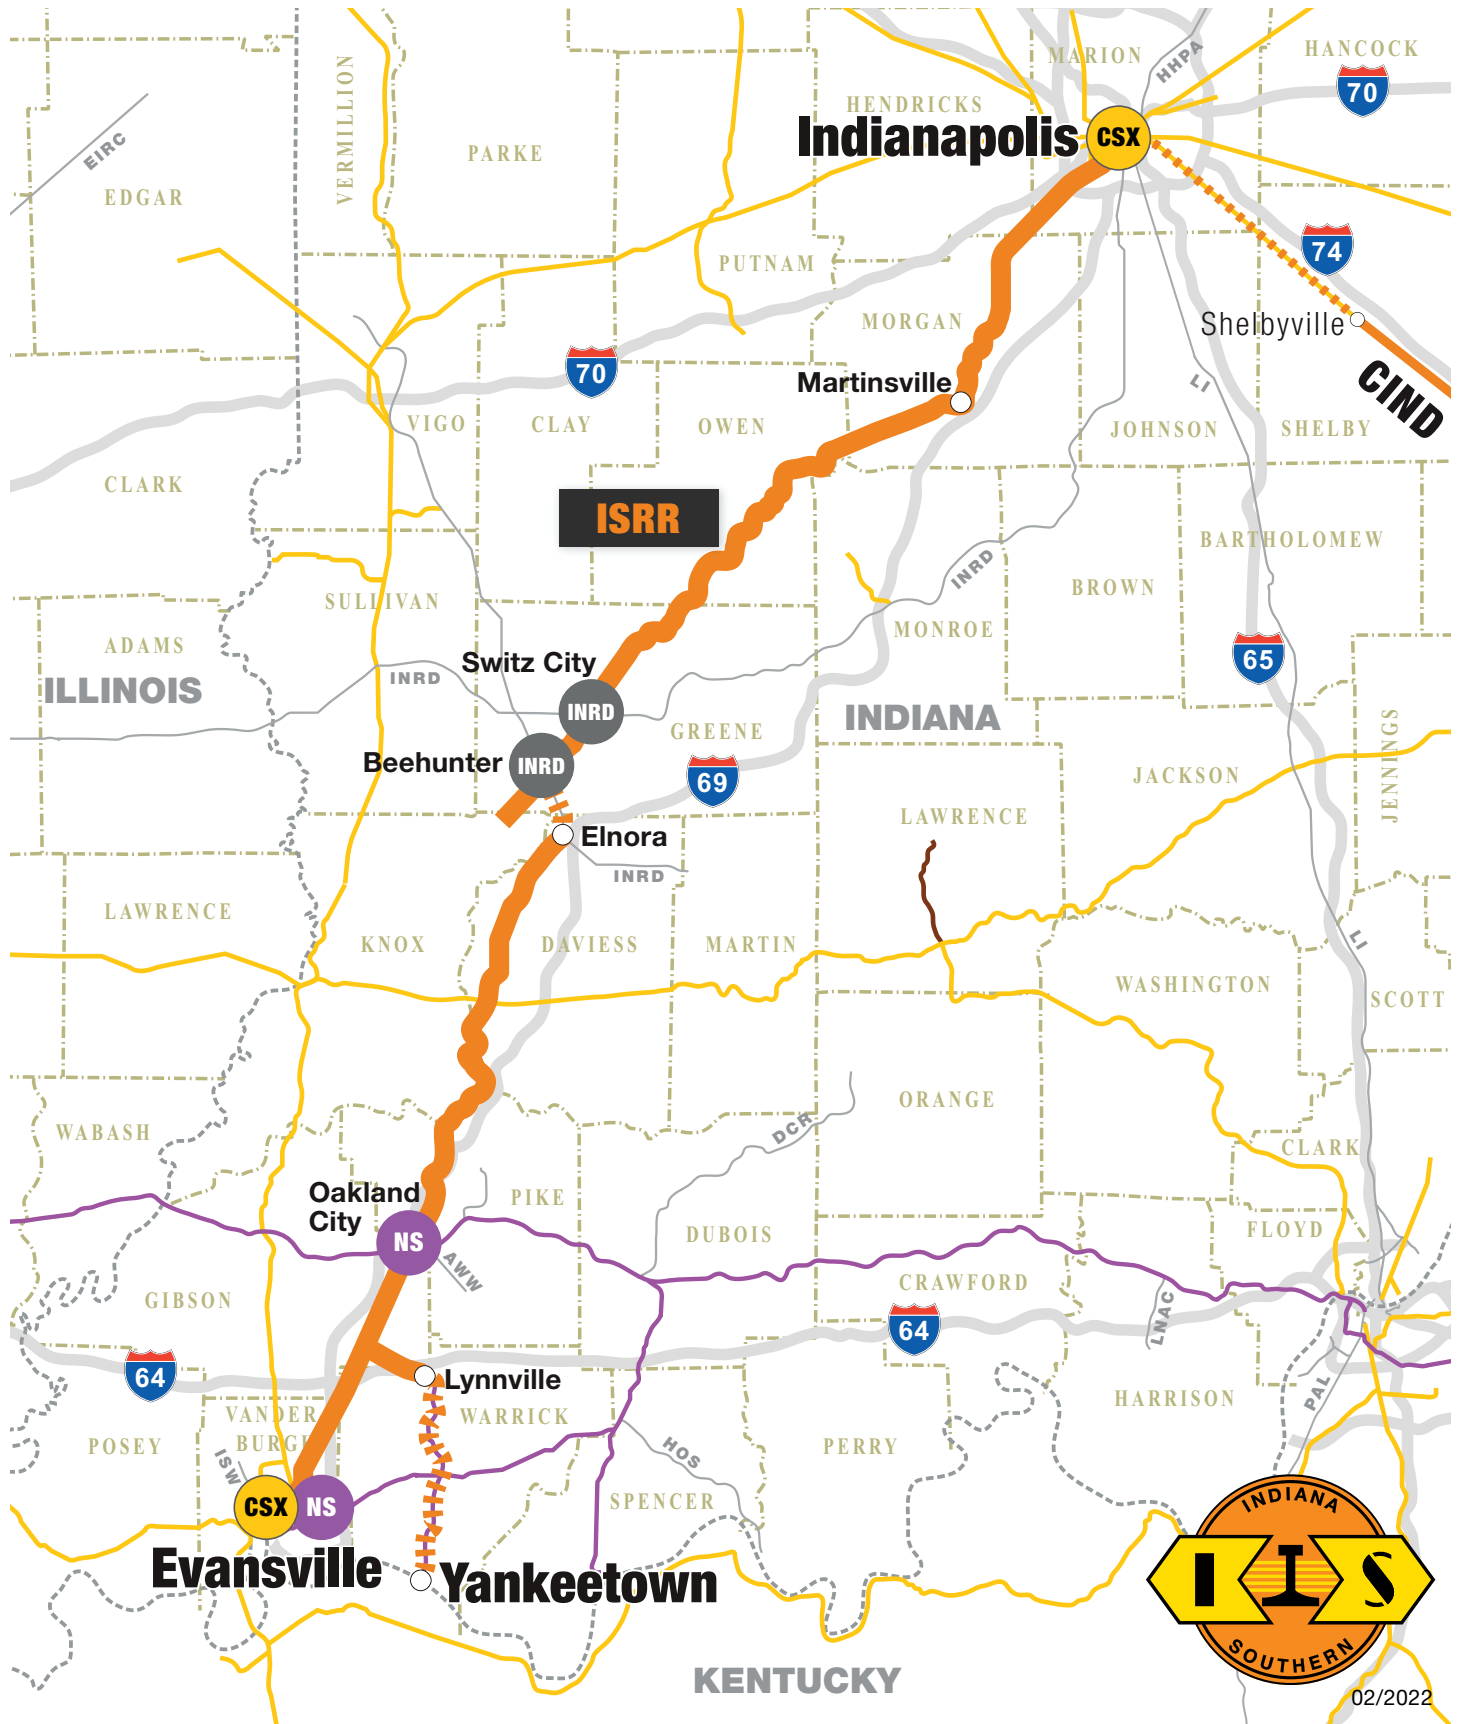 MARION
HHPA
HANCOCK
70
VERMILLION
HENDRICKS
Indianapolis
CSX
EIRC
PARKE
EDGAR
74
PUTNAM
MORGAN
Shelbyville
70
Martinsville
LI
CIND
VIGO
CLAY
OWEN
JOHNSON
SHELBY
CLARK
ISRR
BARTHOLOMEW
INRD
BROWN
SULLIVAN
MONROE
ADAMS
65
Switz City
INRD
ILLINOIS
INRD
INDIANA
GREENE
JENNINGS
Beehunter
INRD
69
JACKSON
LAWRENCE
Elnora
INRD
LAWRENCE
KNOX
DAVIESS
MARTIN
LI
WASHINGTON
SCOTT
ORANGE
DCR
WABASH
CLARK
Oakland
City
PIKE
NS
DUBOIS
FLOYD
AWW
CRAWFORD
GIBSON
LNAC
64
64
Lynnville
PAL
HARRISON
VANDER
BURGH
WARRICK
POSEY
PERRY
ISW
HOS
CSX
NS
SPENCER
INDIANA
Evansville
Yankeetown
I I S
SOUTHERN
KENTUCKY
02/2022